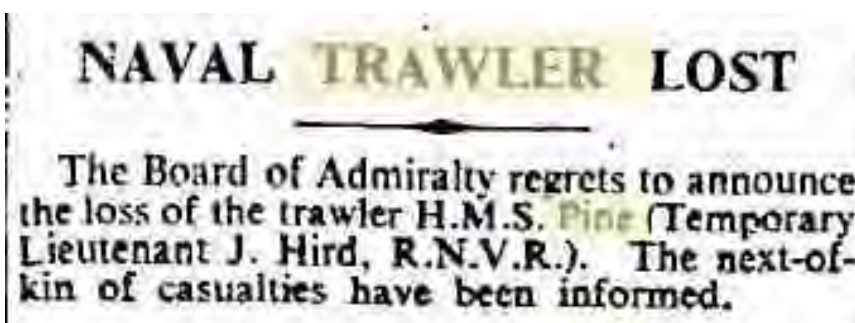 NAVAL TRAWLER LOST
The Board of Admiralty regrets to announce
the loss of the trawler H.M.S. Pine (Temporary
Lieutenant J. Hird, R.N.V.R.). The next-of-
kin of casualties have been informed.